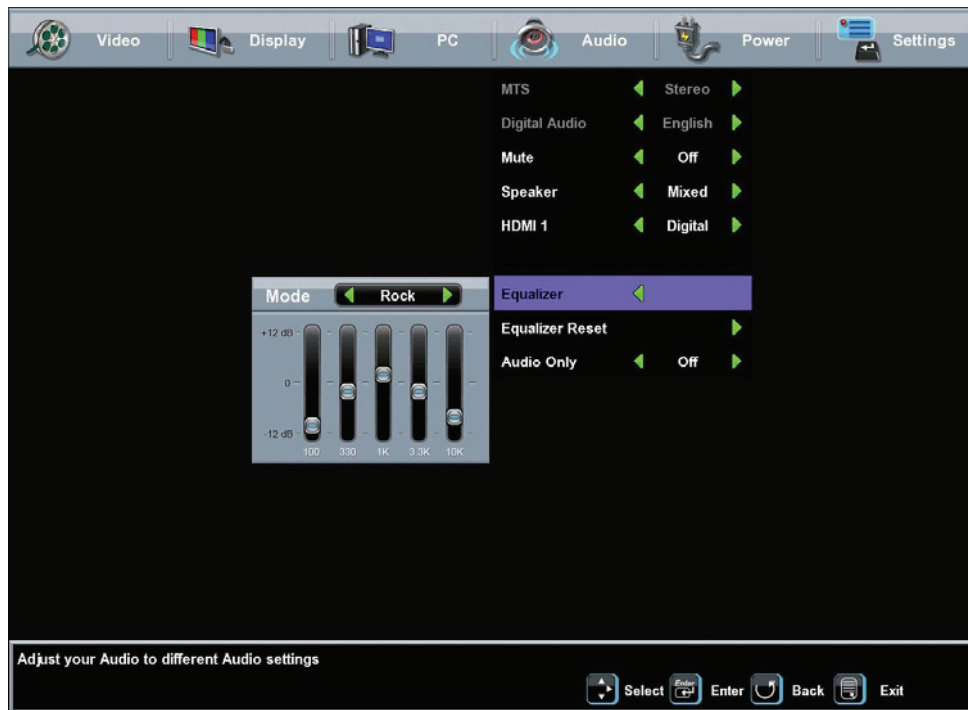 Video Display PC Audio Power Settings
MTS Stereo
Digital Audio English
Mute Off
Speaker Mixed
HDMI 1 Digital
Equalizer
Equalizer Reset
Audio Only Off
Mode Rock
+12 dB
0
-12 dB
100 330 1K 3.3K 10K
Adjust your Audio to different Audio settings
Select Enter Enter Back Exit